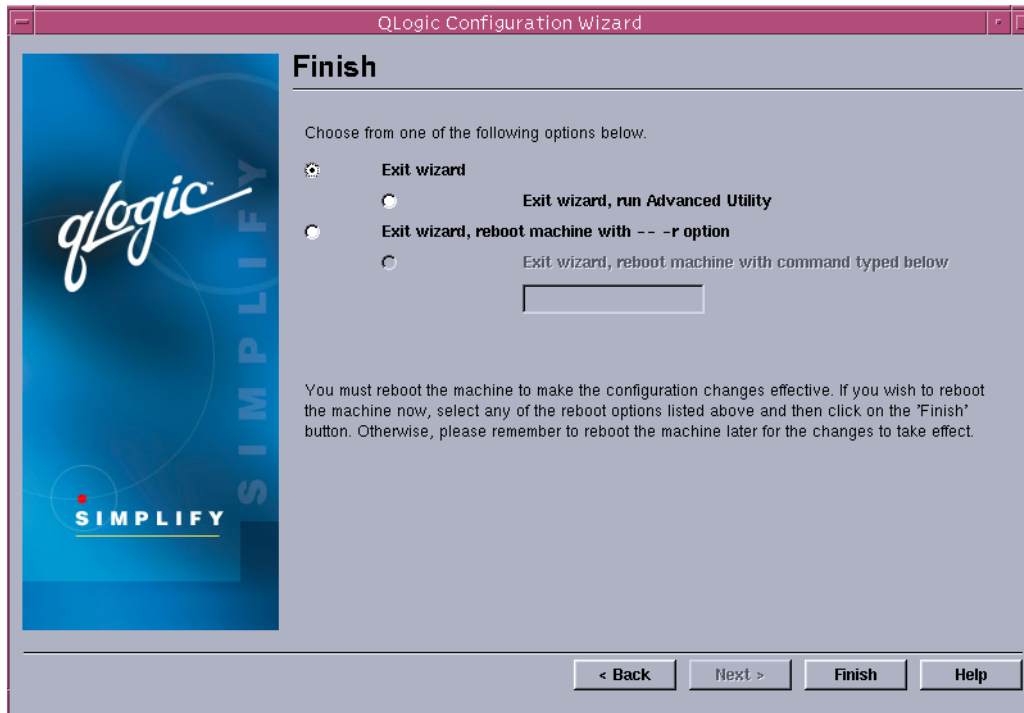 QLogic Configuration Wizard
Finish
Choose from one of the following options below.
Exit wizard
Exit wizard, run Advanced Utility
Exit wizard, reboot machine with -- -r option
Exit wizard, reboot machine with command typed below
You must reboot the machine to make the configuration changes effective. If you wish to reboot
the machine now, select any of the reboot options listed above and then click on the 'Finish'
button. Otherwise, please remember to reboot the machine later for the changes to take effect.
qlogic™
SIMPLIFY
SIMPLIFY
< Back
Next >
Finish
Help